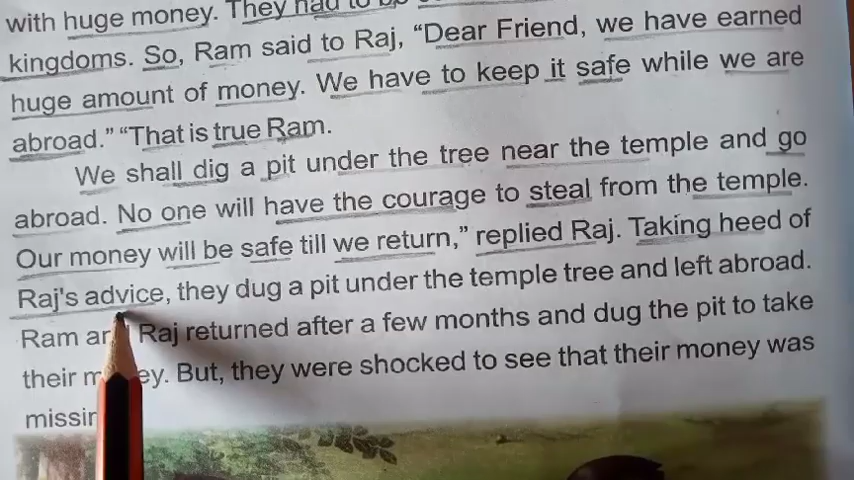 with huge money. They had to be
kingdoms. So, Ram said to Raj, “Dear Friend, we have earned
huge amount of money. We have to keep it safe while we are
abroad.” “That is true Ram.
We shall dig a pit under the tree near the temple and go
abroad. No one will have the courage to steal from the temple.
Our money will be safe till we return,” replied Raj. Taking heed of
Raj's advice, they dug a pit under the temple tree and left abroad.
Ram Raj returned after a few months and dug the pit to take
their But, they were shocked to see that their money was